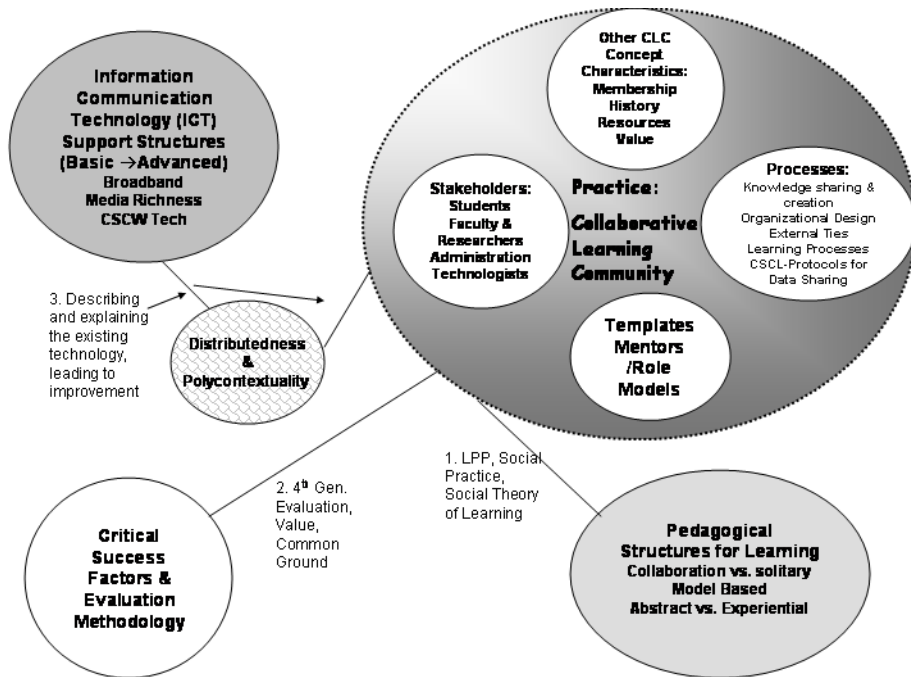 Information
Communication
Technology (ICT)
Support Structures
(Basic →Advanced)
Broadband
Media Richness
CSCW Tech
Other CLC
Concept
Characteristics:
Membership
History
Resources
Value
Stakeholders:
Students
Faculty &
Researchers
Administration
Technologists
Practice:
Collaborative
Learning
Community
Processes:
Knowledge sharing &
creation
Organizational Design
External Ties
Learning Processes
CSCL-Protocols for
Data Sharing
Templates
Mentors
/Role
Models
3. Describing
and explaining
the existing
technology,
leading to
improvement
Distributedness
&
Polycontextuality
1. LPP, Social
Practice,
Social Theory
of Learning
2. 4th Gen.
Evaluation,
Value,
Common
Ground
Critical
Success
Factors &
Evaluation
Methodology
Pedagogical
Structures for Learning
Collaboration vs. solitary
Model Based
Abstract vs. Experiential